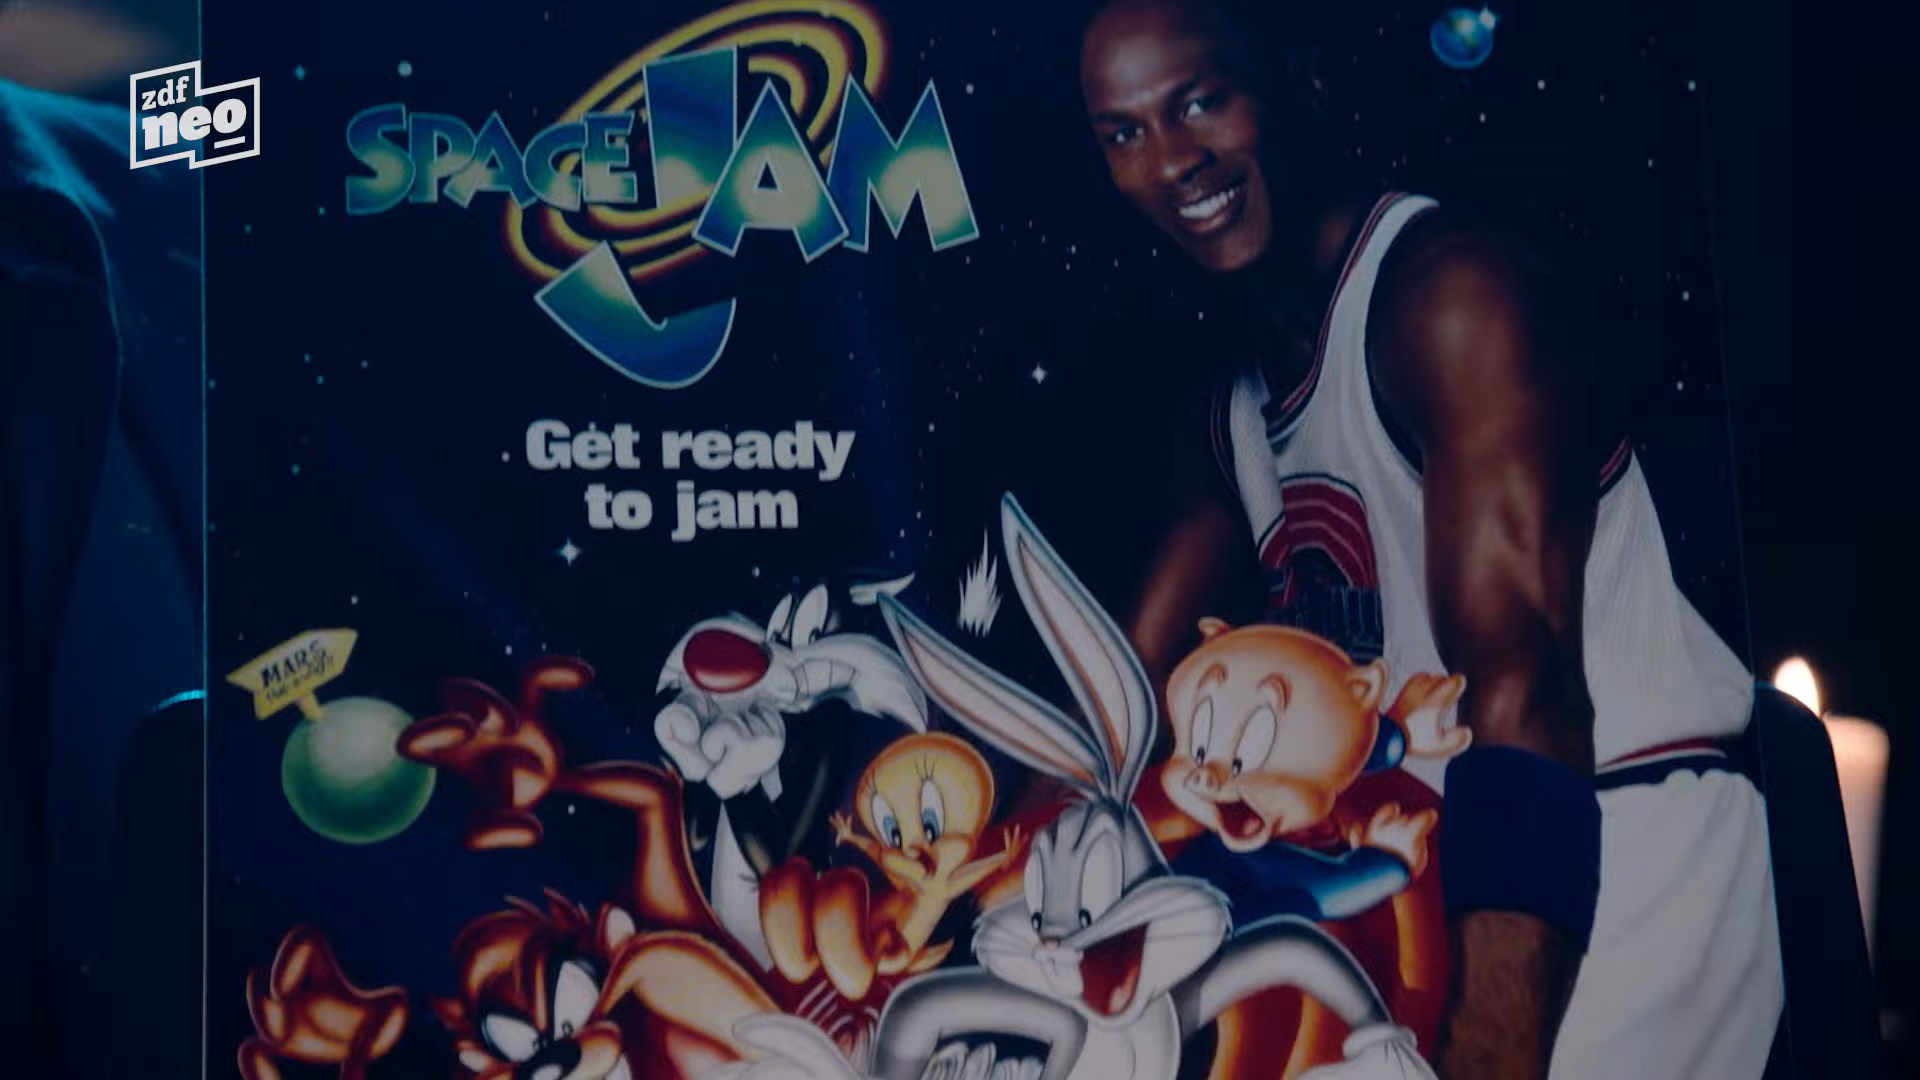 zdf
neo
SPACE JAM
Get ready
to jam
MARS